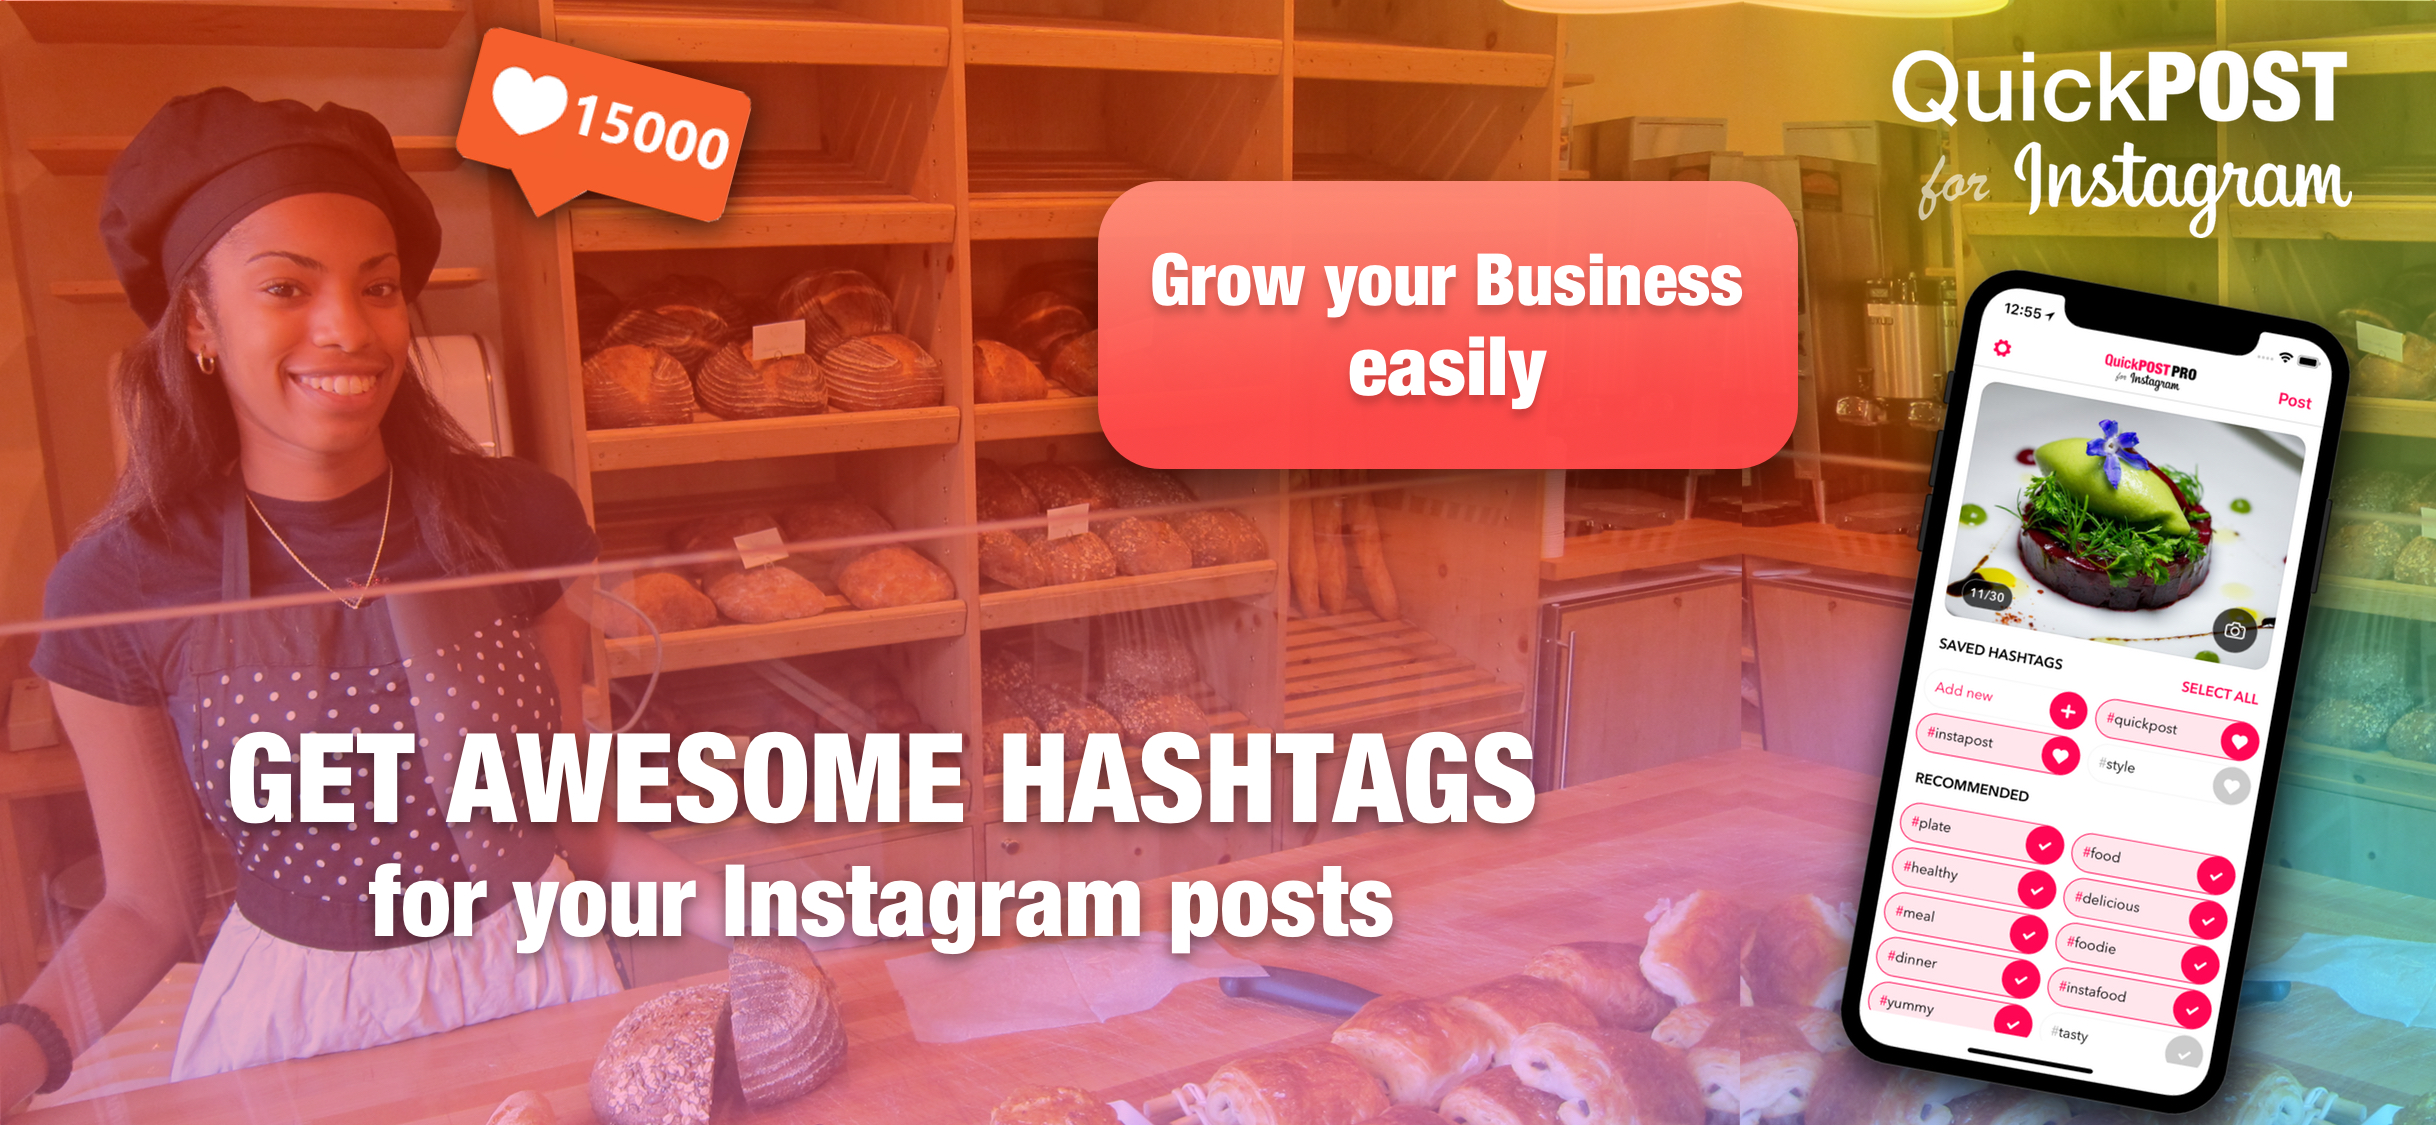 15000
QuickPOST
for Instagram
Grow your Business
easily
GET AWESOME HASHTAGS
for your Instagram posts
12:55
QuickPOST PRO
for Instagram
Post
11/30
SAVED HASHTAGS
SELECT ALL
Add new
#quickpost
#instapost
#style
RECOMMENDED
#plate
#food
#healthy
#delicious
#meal
#foodie
#dinner
#instafood
#yummy
#tasty